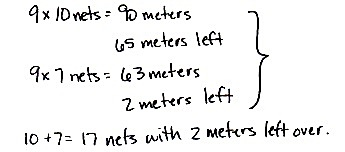 9 x 10 nets = 90 meters
65 meters left
9 x 7 nets = 63 meters
2 meters left
10 + 7 = 17 nets with 2 meters left over.